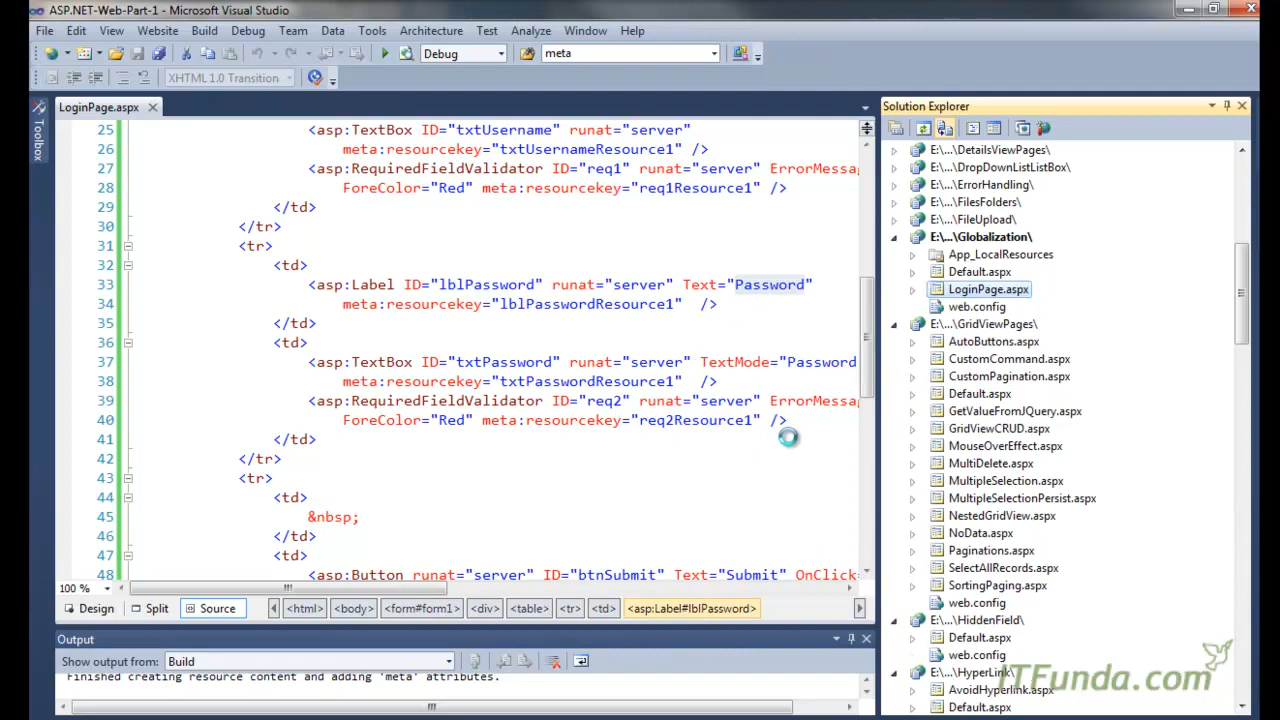 ASP.NET-Web-Part-1 - Microsoft Visual Studio
File Edit View Website Build Debug Team Data Tools Architecture Test Analyze Window Help
Debug meta
XHTML 1.0 Transition
Toolbox
LoginPage.aspx
25 <asp:TextBox ID="txtUsername" runat="server"
26 meta:resourcekey="txtUsernameResource1" />
27 <asp:RequiredFieldValidator ID="req1" runat="server" ErrorMessa
28 ForeColor="Red" meta:resourcekey="req1Resource1" />
29 </td>
30 </tr>
31 <tr>
32 <td>
33 <asp:Label ID="lblPassword" runat="server" Text="Password"
34 meta:resourcekey="lblPasswordResource1" />
35 </td>
36 <td>
37 <asp:TextBox ID="txtPassword" runat="server" TextMode="Password
38 meta:resourcekey="txtPasswordResource1" />
39 <asp:RequiredFieldValidator ID="req2" runat="server" ErrorMessa
40 ForeColor="Red" meta:resourcekey="req2Resource1" />
41 </td>
42 </tr>
43 <tr>
44 <td>
45 &nbsp;
46 </td>
47 <td>
48 <asp:Button runat="server" ID="btnSubmit" Text="Submit" OnClick=
100 %
Design Split Source <html> <body> <form#form1> <div> <table> <tr> <td> <asp:Label#lblPassword>
Output
Show output from: Build
Finished creating resource content and adding 'meta' attributes.
Solution Explorer
E:\...\DetailsViewPages\
E:\...\DropDownListListBox\
E:\...\ErrorHandling\
E:\...\FilesFolders\
E:\...\FileUpload\
E:\...\Globalization\
App_LocalResources
Default.aspx
LoginPage.aspx
web.config
E:\...\GridViewPages\
AutoButtons.aspx
CustomCommand.aspx
CustomPagination.aspx
Default.aspx
GetValueFromJQuery.aspx
GridViewCRUD.aspx
MouseOverEffect.aspx
MultiDelete.aspx
MultipleSelection.aspx
MultipleSelectionPersist.aspx
NestedGridView.aspx
NoData.aspx
Paginations.aspx
SelectAllRecords.aspx
SortingPaging.aspx
web.config
E:\...\HiddenField\
Default.aspx
web.config
E:\...\HyperLink\
AvoidHyperlink.aspx
Default.aspx
ITFunda.com